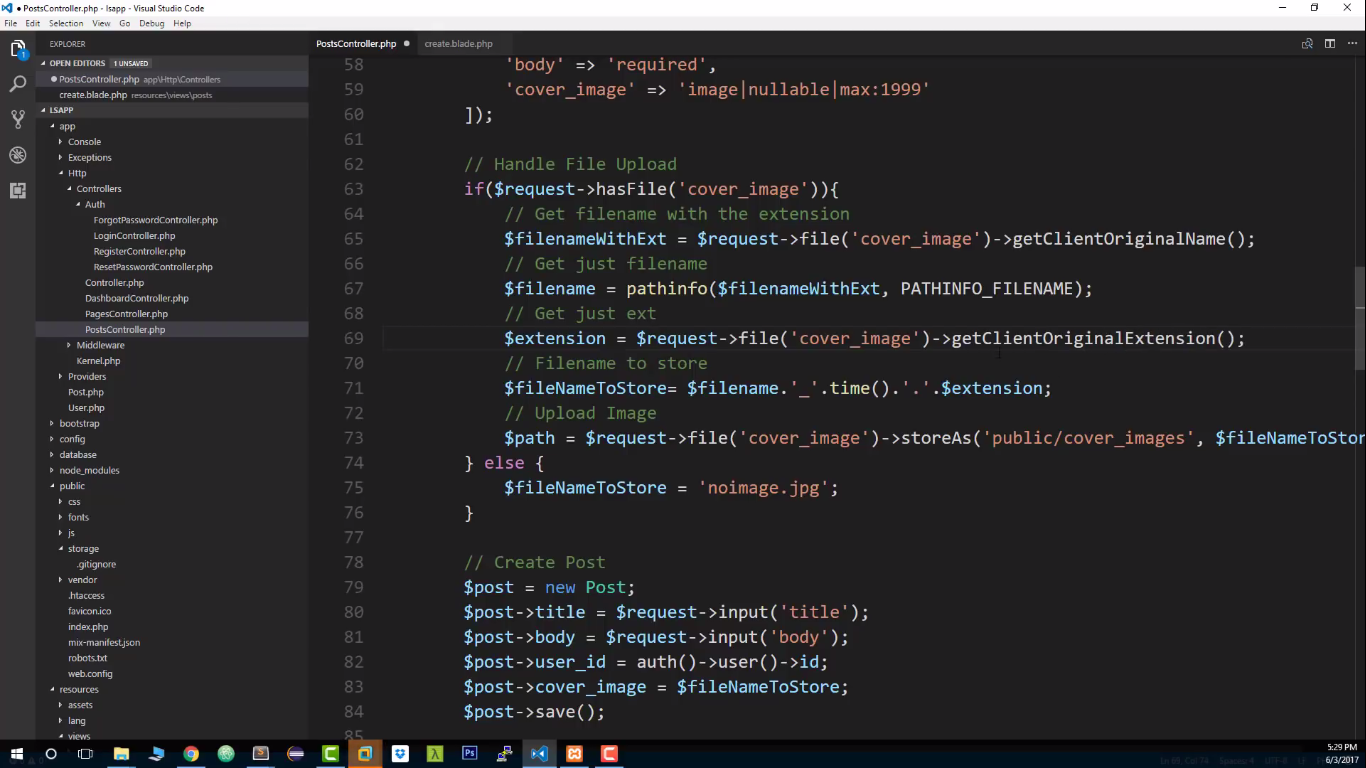 PostsController.php - lsapp - Visual Studio Code
File Edit Selection View Go Debug Help
EXPLORER
OPEN EDITORS 1 UNSAVED
PostsController.php app\Http\Controllers
create.blade.php resources\views\posts
LSAPP
app
Console
Exceptions
Http
Controllers
Auth
ForgotPasswordController.php
LoginController.php
RegisterController.php
ResetPasswordController.php
Controller.php
DashboardController.php
PagesController.php
PostsController.php
Middleware
Kernel.php
Providers
Post.php
User.php
bootstrap
config
database
node_modules
public
css
fonts
js
storage
.gitignore
vendor
.htaccess
favicon.ico
index.php
mix-manifest.json
robots.txt
web.config
resources
assets
lang
views
1
PostsController.php create.blade.php
58 'body' => 'required',
59 'cover_image' => 'image|nullable|max:1999'
60 ]);
61
62 // Handle File Upload
63 if($request->hasFile('cover_image')){
64 // Get filename with the extension
65 $filenameWithExt = $request->file('cover_image')->getClientOriginalName();
66 // Get just filename
67 $filename = pathinfo($filenameWithExt, PATHINFO_FILENAME);
68 // Get just ext
69 $extension = $request->file('cover_image')->getClientOriginalExtension();
70 // Filename to store
71 $fileNameToStore= $filename.'_'.time().'.'.$extension;
72 // Upload Image
73 $path = $request->file('cover_image')->storeAs('public/cover_images', $fileNameToStor
74 } else {
75 $fileNameToStore = 'noimage.jpg';
76 }
77
78 // Create Post
79 $post = new Post;
80 $post->title = $request->input('title');
81 $post->body = $request->input('body');
82 $post->user_id = auth()->user()->id;
83 $post->cover_image = $fileNameToStore;
84 $post->save();
85
Ps
5:29 PM
6/3/2017